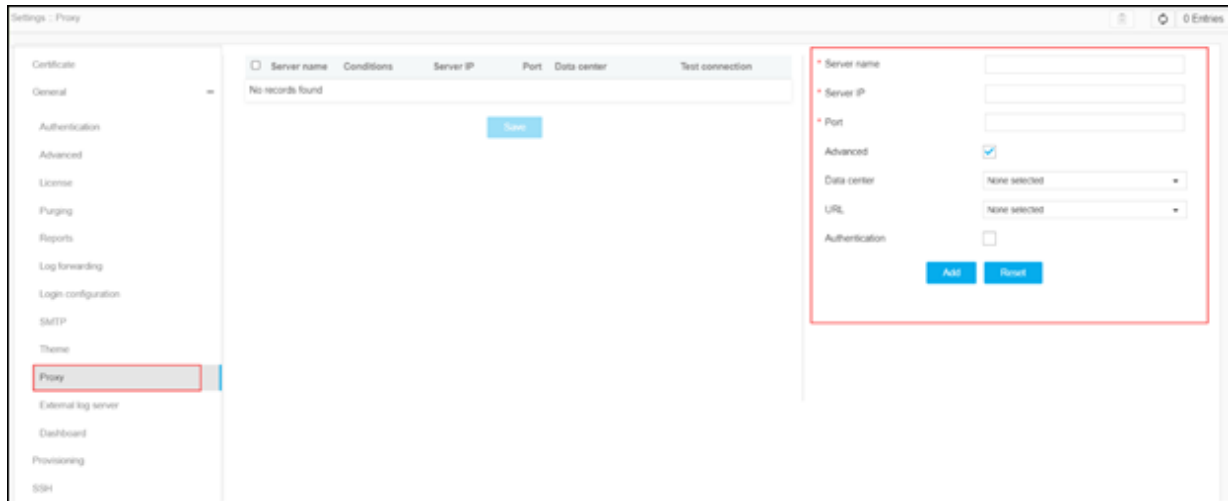 Settings :: Proxy
0 Entries
Certificate
General
Authentication
Advanced
License
Purging
Reports
Log forwarding
Login configuration
SMTP
Theme
Proxy
External log server
Dashboard
Provisioning
SSH
Server name Conditions Server IP Port Data center Test connection
No records found
Save
* Server name
* Server IP
* Port
Advanced
Data center None selected
URL None selected
Authentication
Add Reset